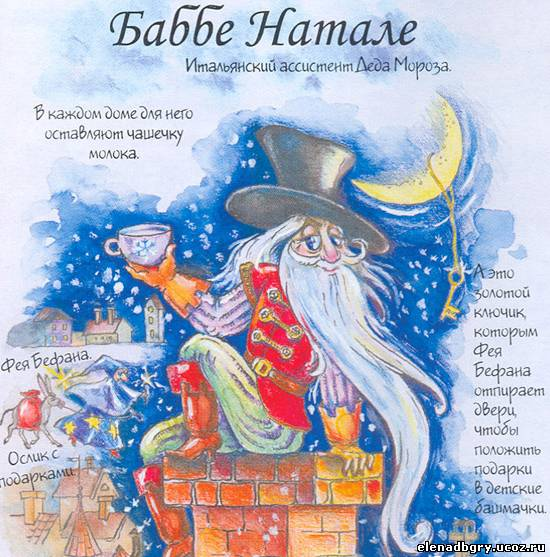 Баббе Натале
Итальянский ассистент Деда Мороза.
В каждом доме для него
оставляют чашечку
молока.
А это
золотой
ключик,
которым
Фея
Бефана
отпирает
двери,
чтобы
положить
подарки
в детские
башмачки.
Фея Бефана.
Ослик с
подарками.
elenadbgry.ucoz.ru